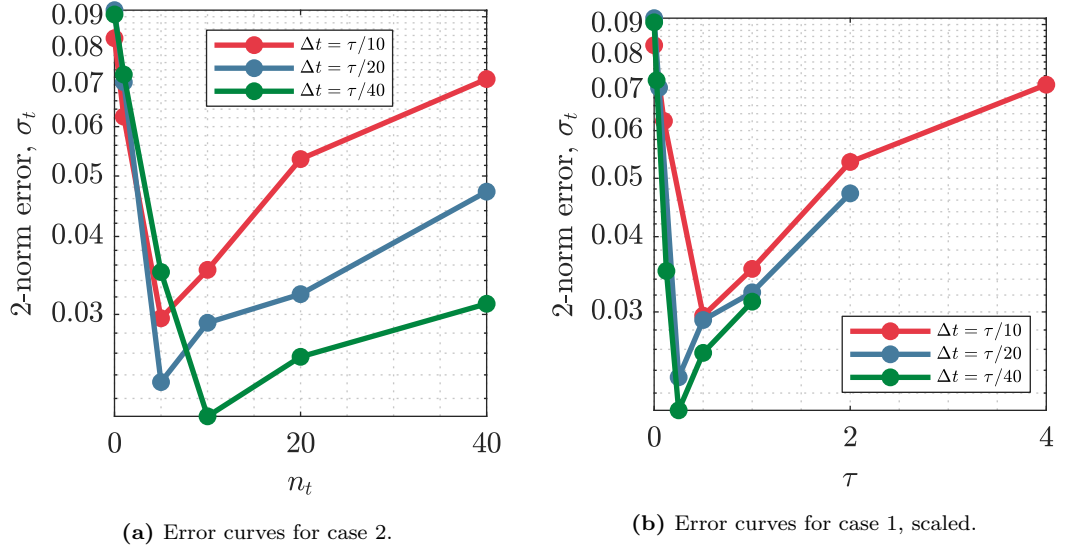 0.09
0.08
0.07
0.06
0.05
0.04
0.03
2-norm error, σt
Δt = τ/10
Δt = τ/20
Δt = τ/40
0 20 40
nt
(a) Error curves for case 2.
0.09
0.08
0.07
0.06
0.05
0.04
0.03
2-norm error, σt
Δt = τ/10
Δt = τ/20
Δt = τ/40
0 2 4
τ
(b) Error curves for case 1, scaled.